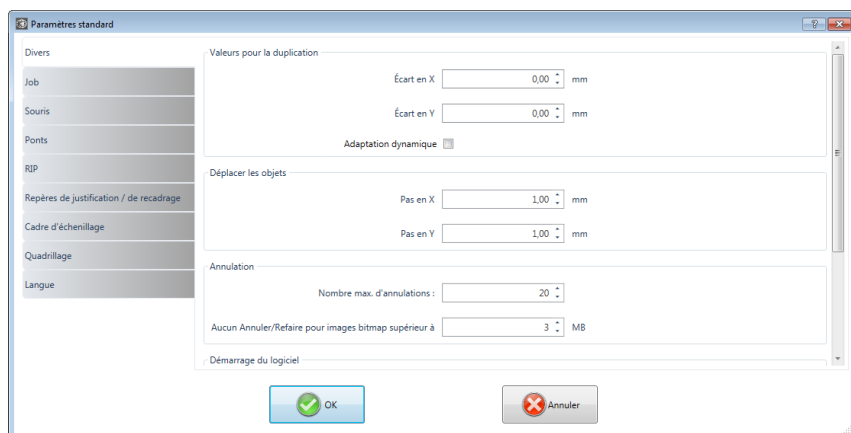 Paramètres standard
Divers
Job
Souris
Ponts
RIP
Repères de justification / de recadrage
Cadre d'échenillage
Quadrillage
Langue
Valeurs pour la duplication
Écart en X 0,00 mm
Écart en Y 0,00 mm
Adaptation dynamique
Déplacer les objets
Pas en X 1,00 mm
Pas en Y 1,00 mm
Annulation
Nombre max. d'annulations : 20
Aucun Annuler/Refaire pour images bitmap supérieur à 3 MB
Démarrage du logiciel
OK
Annuler